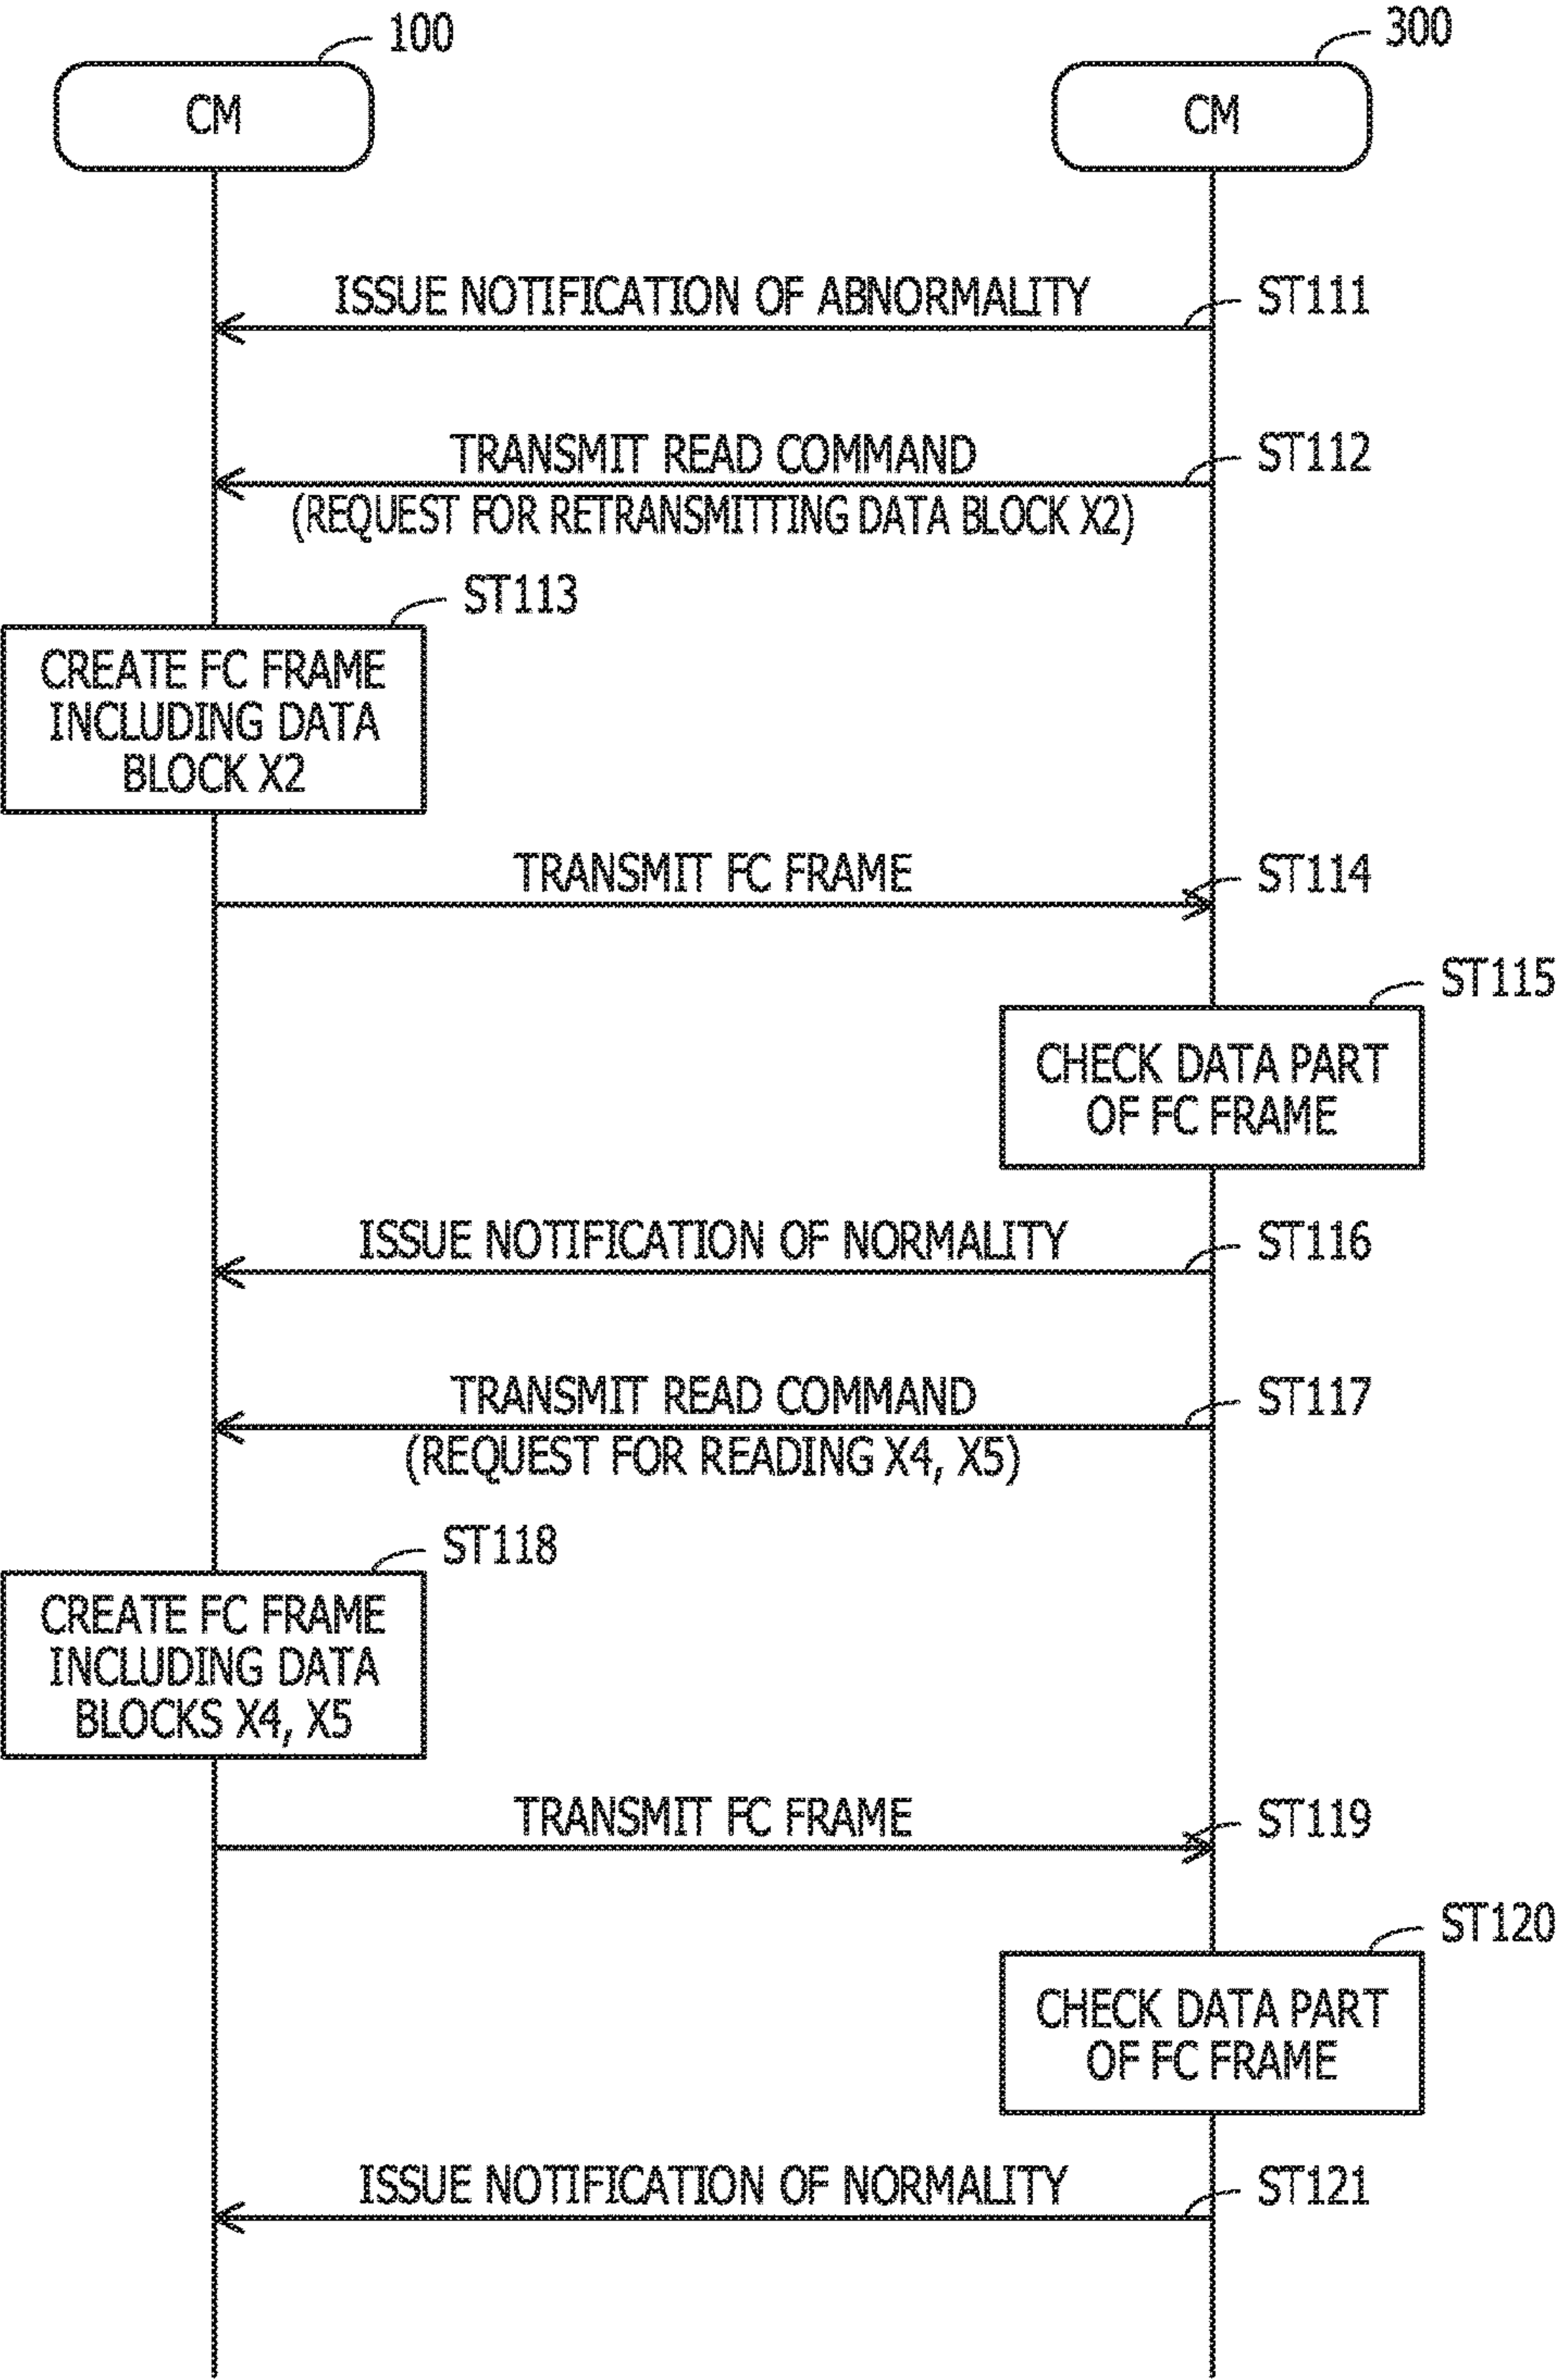 100
300
CM
CM
ISSUE NOTIFICATION OF ABNORMALITY
ST111
TRANSMIT READ COMMAND
ST112
(REQUEST FOR RETRANSMITTING DATA BLOCK X2)
ST113
CREATE FC FRAME
INCLUDING DATA
BLOCK X2
TRANSMIT FC FRAME
ST114
ST115
CHECK DATA PART
OF FC FRAME
ISSUE NOTIFICATION OF NORMALITY
ST116
TRANSMIT READ COMMAND
ST117
(REQUEST FOR READING X4, X5)
ST118
CREATE FC FRAME
INCLUDING DATA
BLOCKS X4, X5
TRANSMIT FC FRAME
ST119
ST120
CHECK DATA PART
OF FC FRAME
ISSUE NOTIFICATION OF NORMALITY
ST121